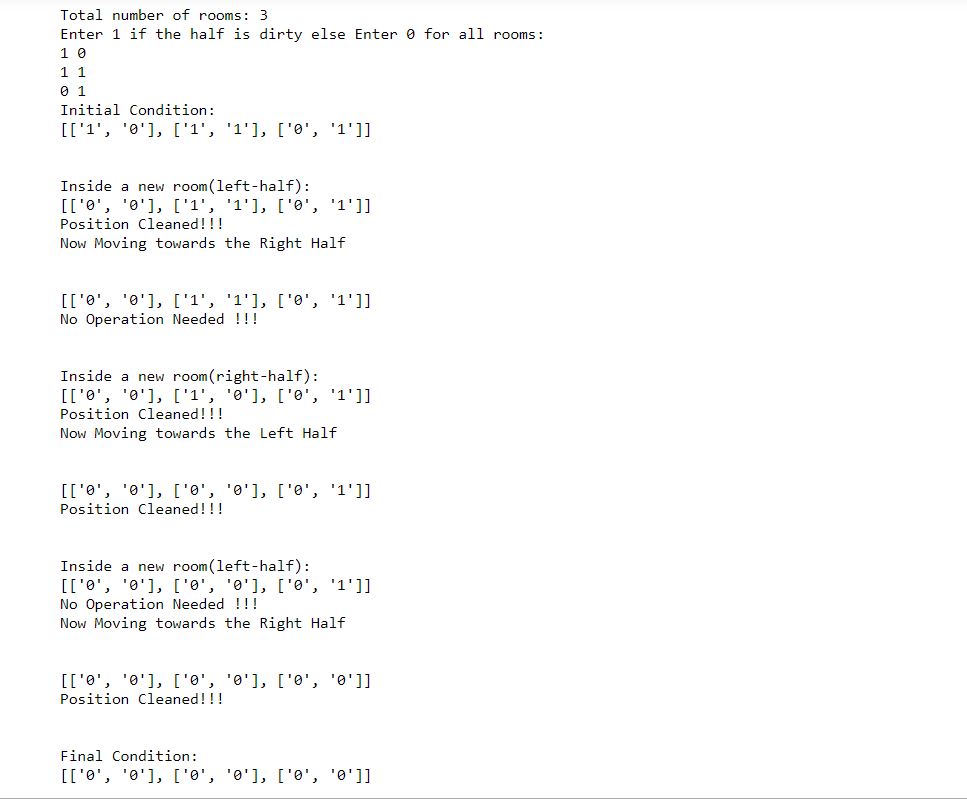 Total number of rooms: 3
Enter 1 if the half is dirty else Enter 0 for all rooms:
1 0
1 1
0 1
Initial Condition:
[['1', '0'], ['1', '1'], ['0', '1']]
Inside a new room(left-half):
[['0', '0'], ['1', '1'], ['0', '1']]
Position Cleaned!!!
Now Moving towards the Right Half
[['0', '0'], ['1', '1'], ['0', '1']]
No Operation Needed !!!
Inside a new room(right-half):
[['0', '0'], ['1', '0'], ['0', '1']]
Position Cleaned!!!
Now Moving towards the Left Half
[['0', '0'], ['0', '0'], ['0', '1']]
Position Cleaned!!!
Inside a new room(left-half):
[['0', '0'], ['0', '0'], ['0', '1']]
No Operation Needed !!!
Now Moving towards the Right Half
[['0', '0'], ['0', '0'], ['0', '0']]
Position Cleaned!!!
Final Condition:
[['0', '0'], ['0', '0'], ['0', '0']]